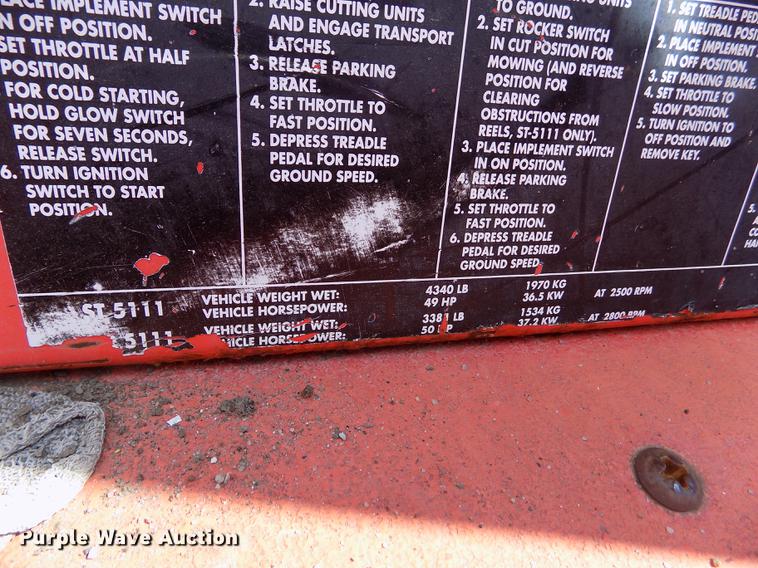 PLACE IMPLEMENT SWITCH
IN OFF POSITION.
SET THROTTLE AT HALF
POSITION.
FOR COLD STARTING,
HOLD GLOW SWITCH
FOR SEVEN SECONDS,
RELEASE SWITCH.
6. TURN IGNITION
SWITCH TO START
POSITION.
2. RAISE CUTTING UNITS
AND ENGAGE TRANSPORT
LATCHES.
3. RELEASE PARKING
BRAKE.
4. SET THROTTLE TO
FAST POSITION.
5. DEPRESS TREADLE
PEDAL FOR DESIRED
GROUND SPEED.
UNITS
TO GROUND.
2. SET ROCKER SWITCH
IN CUT POSITION FOR
MOWING (AND REVERSE
POSITION FOR
CLEARING
OBSTRUCTIONS FROM
REELS, ST-5111 ONLY).
3. PLACE IMPLEMENT SWITCH
IN ON POSITION.
4. RELEASE PARKING
BRAKE.
5. SET THROTTLE TO
FAST POSITION.
6. DEPRESS TREADLE
PEDAL FOR DESIRED
GROUND SPEED
1. SET TREADLE PED
IN NEUTRAL POSIT
2. PLACE IMPLEMENT S
IN OFF POSITION.
3. SET PARKING BRAKE.
4. SET THROTTLE TO
SLOW POSITION.
5. TURN IGNITION TO
OFF POSITION AND
REMOVE KEY.
5.
ST-5111 VEHICLE WEIGHT WET: 4340 LB 1970 KG
VEHICLE HORSEPOWER: 49 HP 36.5 KW AT 2500 RPM
5111 VEHICLE WEIGHT WET: 3381 LB 1534 KG
VEHICLE HORSEPOWER: 50 HP 37.2 KW AT 2800 RPM
Purple Wave Auction